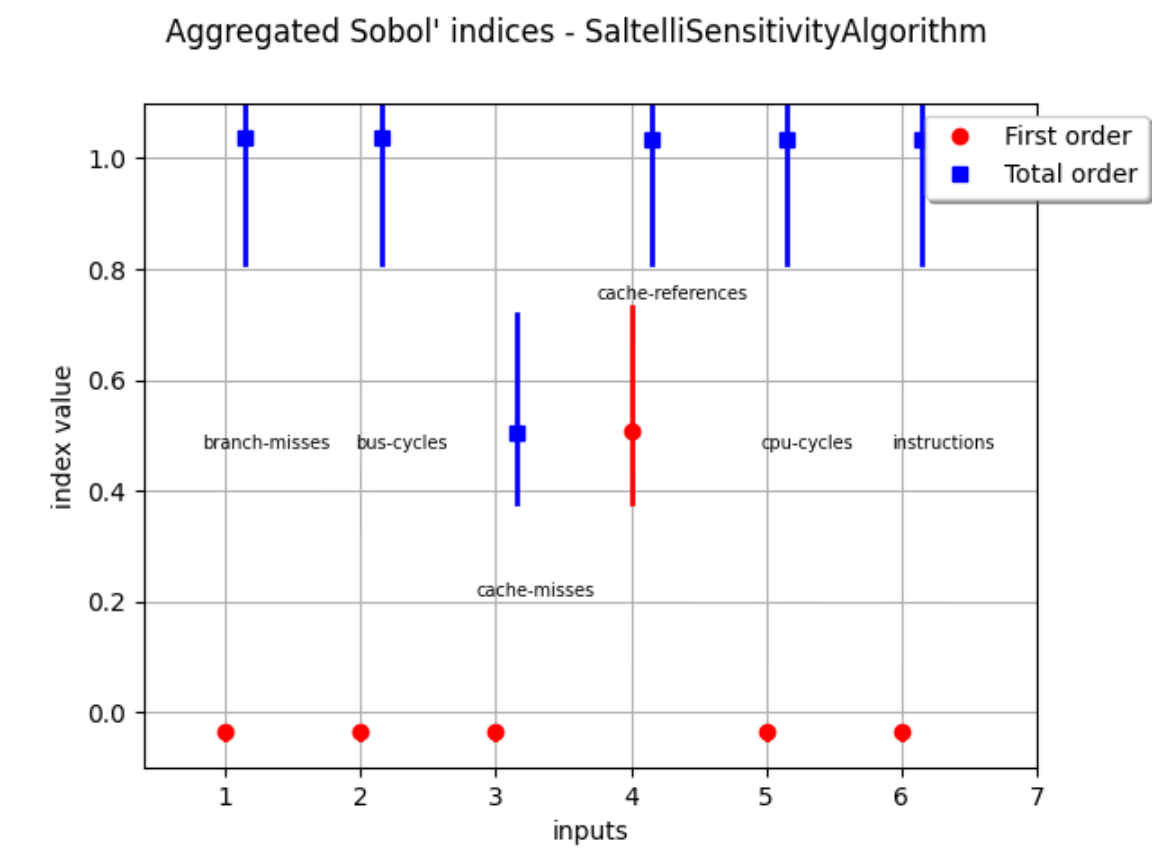 Aggregated Sobol' indices - SaltelliSensitivityAlgorithm
First order
Total order
1.0
0.8
0.6
0.4
0.2
0.0
index value
cache-references
branch-misses
bus-cycles
cpu-cycles
instructions
cache-misses
1 2 3 4 5 6 7
inputs